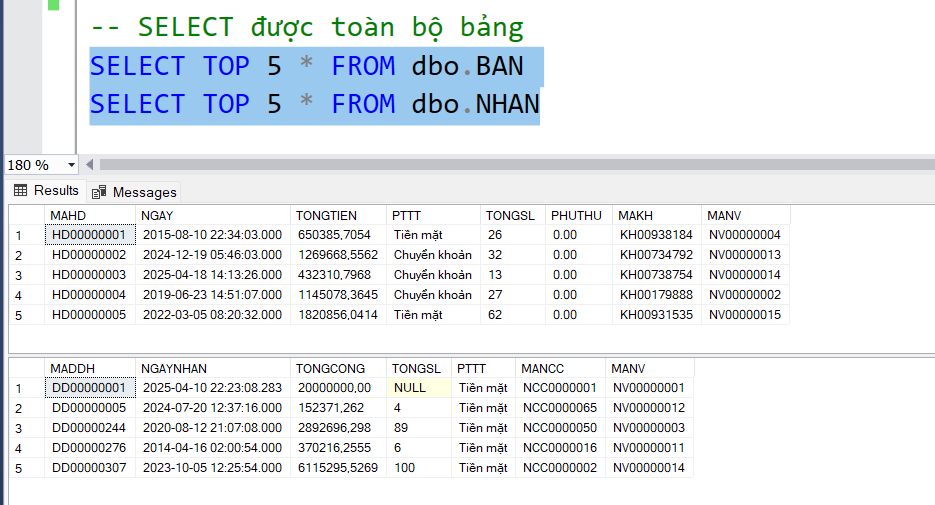 -- SELECT được toàn bộ bảng
SELECT TOP 5 * FROM dbo.BAN
SELECT TOP 5 * FROM dbo.NHAN
180 %
Results Messages
MAHD NGAY TONGTIEN PTTT TONGSL PHUTHU MAKH MANV
1 HD00000001 2015-08-10 22:34:03.000 650385,7054 Tiền mặt 26 0.00 KH00938184 NV00000004
2 HD00000002 2024-12-19 05:46:03.000 1269668,5562 Chuyển khoản 32 0.00 KH00734792 NV00000013
3 HD00000003 2025-04-18 14:13:26.000 432310,7968 Tiền mặt 13 0.00 KH00738754 NV00000014
4 HD00000004 2019-06-23 14:51:07.000 1145078,3645 Chuyển khoản 27 0.00 KH00179888 NV00000002
5 HD00000005 2022-03-05 08:20:32.000 1820856,0414 Tiền mặt 62 0.00 KH00931535 NV00000015
MADDH NGAYNHAN TONGCONG TONGSL PTTT MANCC MANV
1 DD00000001 2025-04-10 22:23:08.283 20000000,00 NULL Tiền mặt NCC0000001 NV00000001
2 DD00000005 2024-07-20 12:37:16.000 152371,262 4 Tiền mặt NCC0000065 NV00000012
3 DD00000244 2020-08-12 21:07:08.000 2892696,298 89 Tiền mặt NCC0000050 NV00000003
4 DD00000276 2014-04-16 02:00:54.000 370216,2555 6 Tiền mặt NCC0000016 NV00000011
5 DD00000307 2023-10-05 12:25:54.000 6115295,5269 100 Tiền mặt NCC0000002 NV00000014